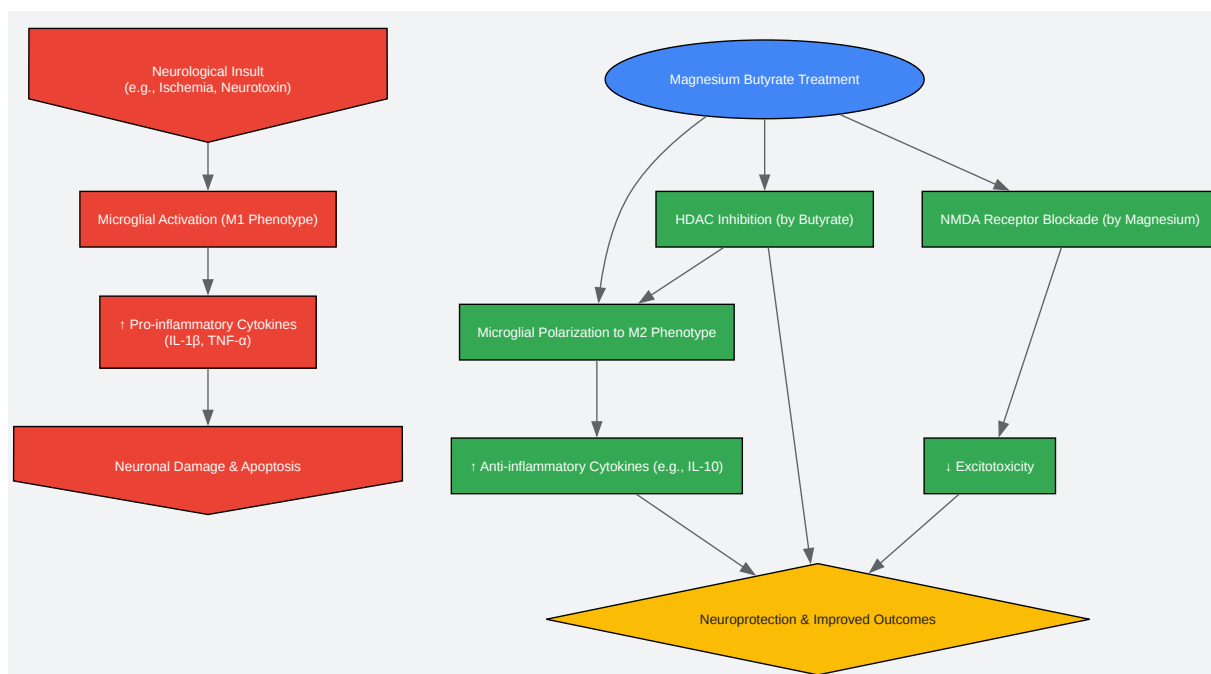 Neurological Insult
(e.g., Ischemia, Neurotoxin)
Microglial Activation (M1 Phenotype)
↑ Pro-inflammatory Cytokines
(IL-1β, TNF-α)
Neuronal Damage & Apoptosis
Magnesium Butyrate Treatment
HDAC Inhibition (by Butyrate)
NMDA Receptor Blockade (by Magnesium)
Microglial Polarization to M2 Phenotype
↑ Anti-inflammatory Cytokines (e.g., IL-10)
↓ Excitotoxicity
Neuroprotection & Improved Outcomes